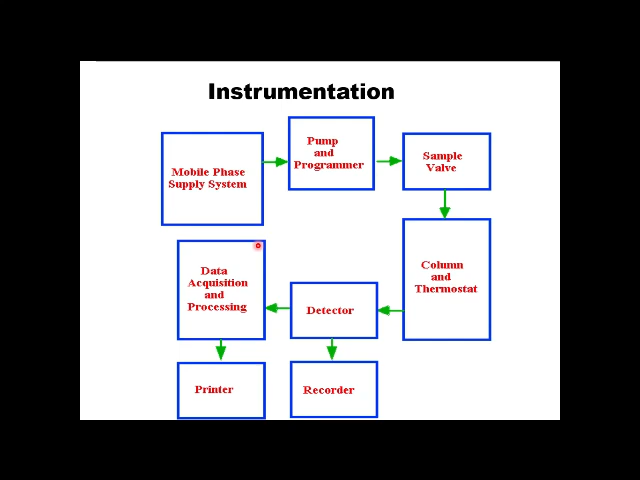 Instrumentation
Mobile Phase
Supply System
Pump
and
Programmer
Sample
Valve
Column
and
Thermostat
Detector
Data
Acquisition
and
Processing
Printer
Recorder